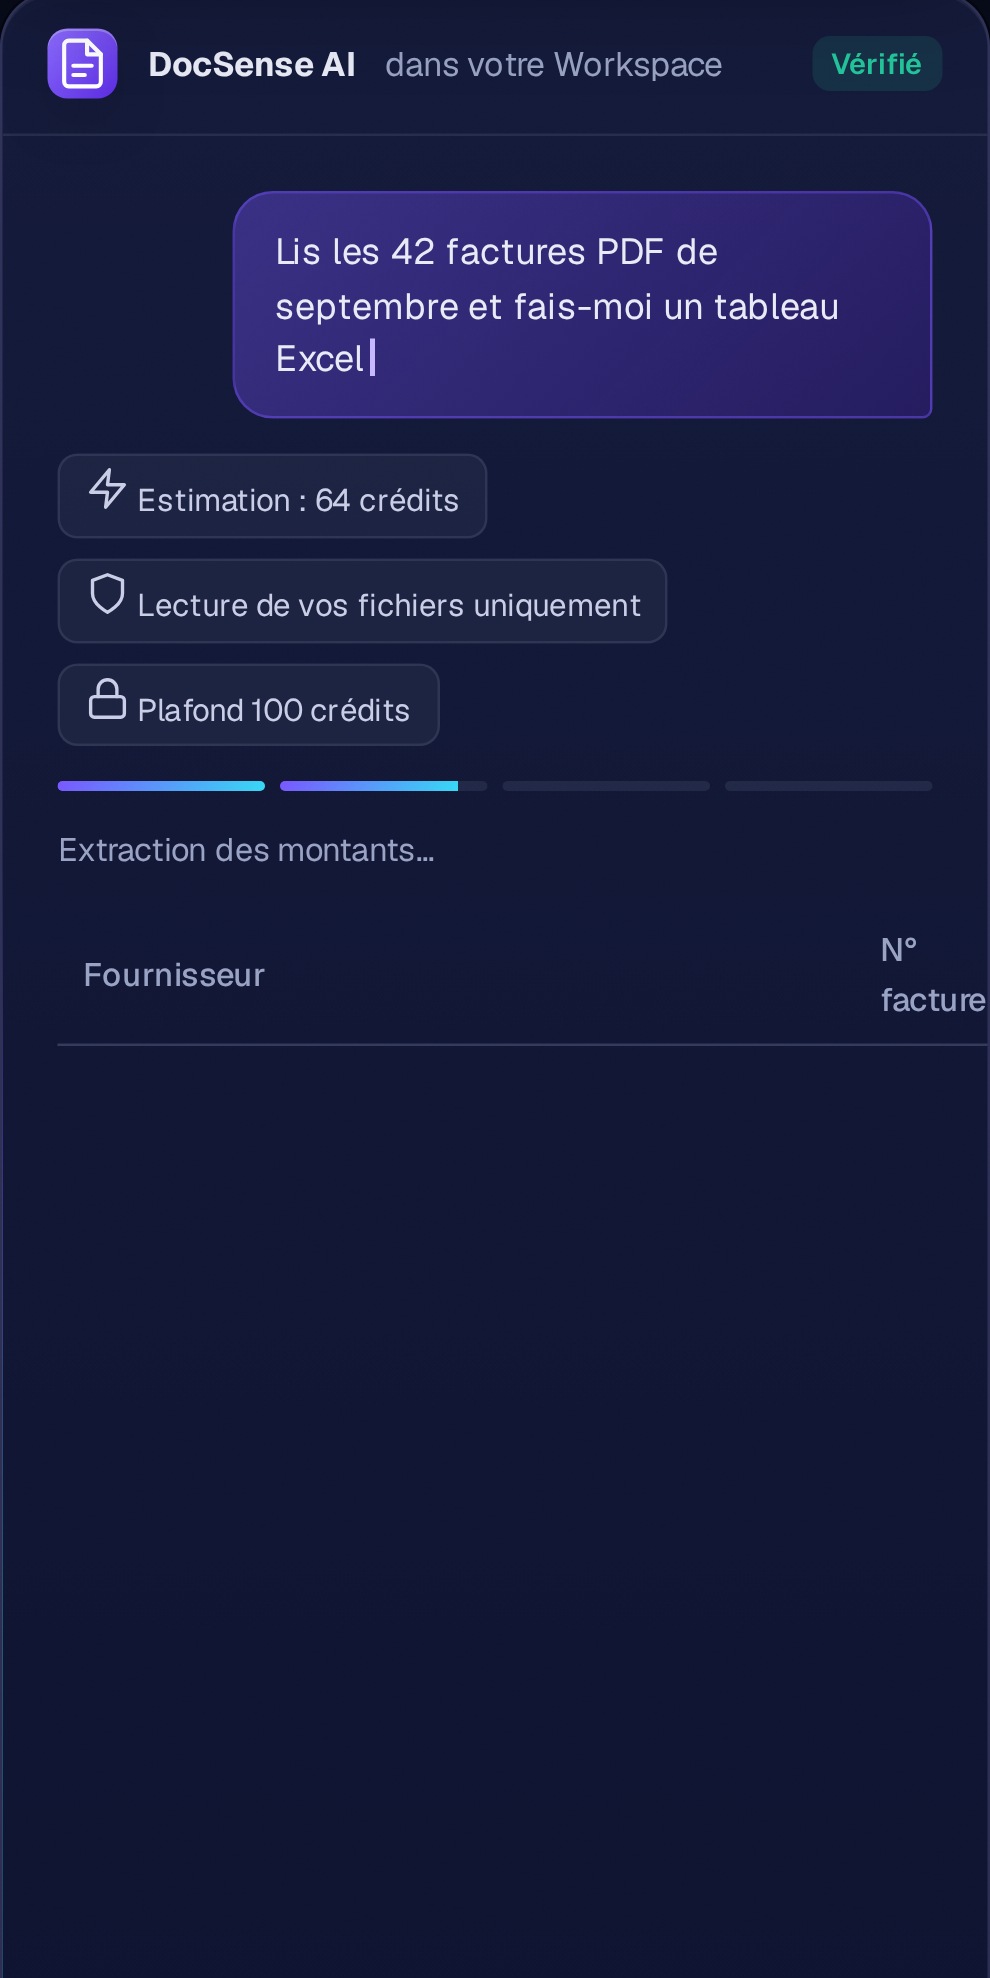 DocSense AI dans votre Workspace Vérifié
Lis les 42 factures PDF de
septembre et fais-moi un tableau
Excel
Estimation : 64 crédits
Lecture de vos fichiers uniquement
Plafond 100 crédits
Extraction des montants…
Fournisseur
N°
facture